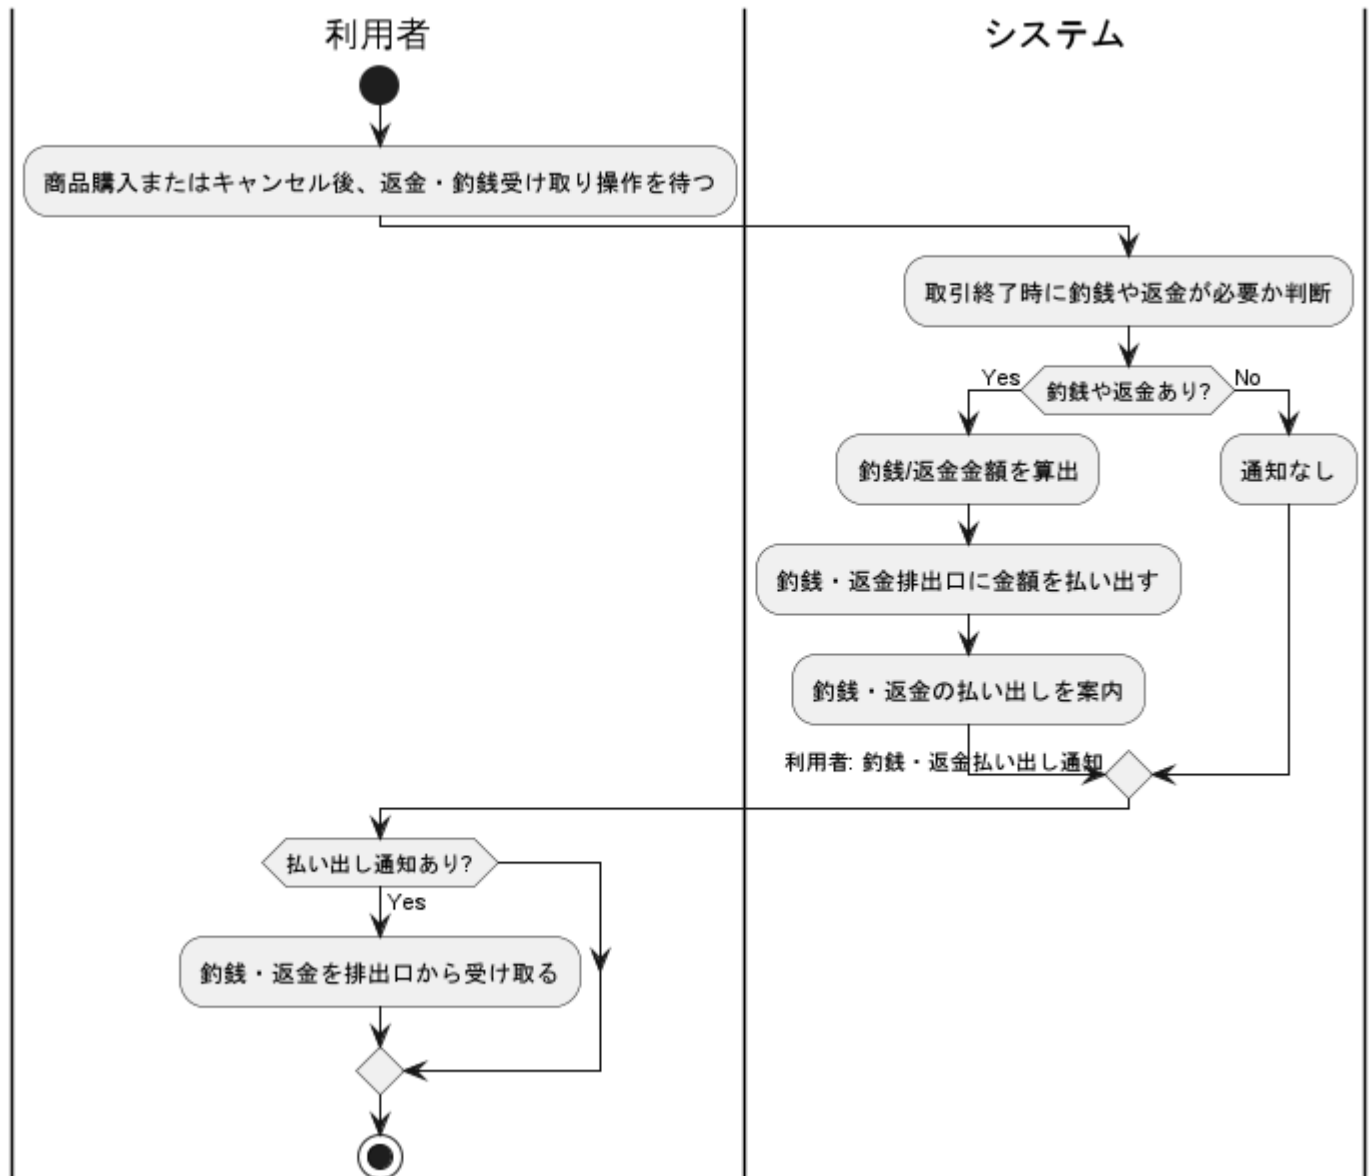 利用者
システム
商品購入またはキャンセル後、返金・釣銭受け取り操作を待つ
取引終了時に釣銭や返金が必要か判断
Yes
釣銭や返金あり?
No
釣銭/返金金額を算出
通知なし
釣銭・返金排出口に金額を払い出す
釣銭・返金の払い出しを案内
利用者: 釣銭・返金払い出し通知
払い出し通知あり?
Yes
釣銭・返金を排出口から受け取る